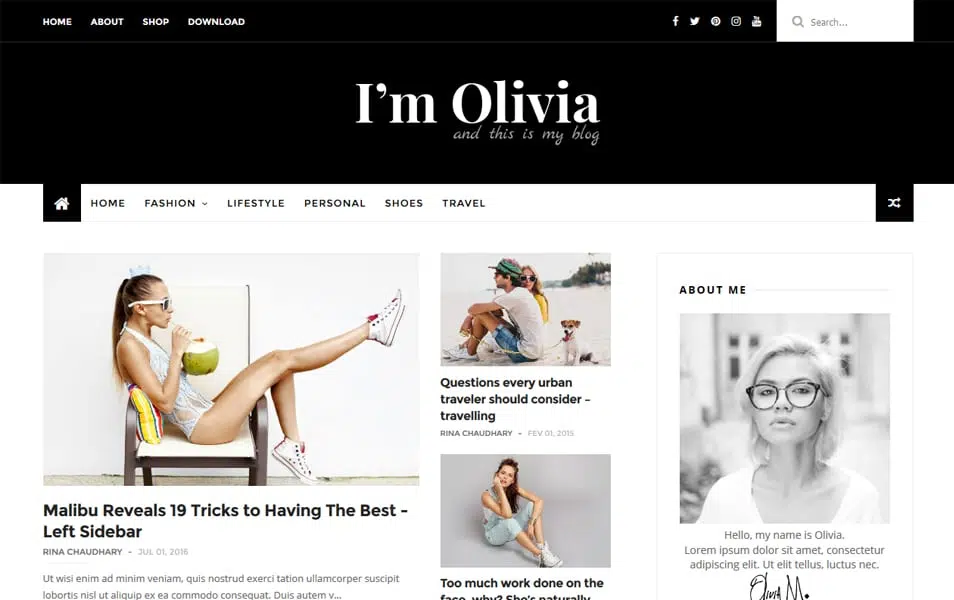 HOME ABOUT SHOP DOWNLOAD
Search...
I'm Olivia
and this is my blog
HOME FASHION LIFESTYLE PERSONAL SHOES TRAVEL
Malibu Reveals 19 Tricks to Having The Best -
Left Sidebar
RINA CHAUDHARY - JUL 01, 2016
Ut wisi enim ad minim veniam, quis nostrud exerci tation ullamcorper suscipit
lobortis nisl ut aliquip ex ea commodo consequat. Duis autem v...
Questions every urban
traveler should consider –
travelling
RINA CHAUDHARY - FEV 01, 2015
Too much work done on the
face, why? She's naturally
ABOUT ME
Hello, my name is Olivia.
Lorem ipsum dolor sit amet, consectetur
adipiscing elit. Ut elit tellus, luctus nec.
Olivia M.